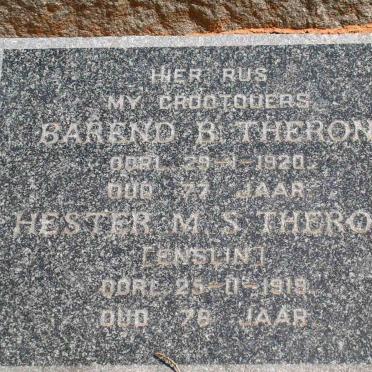 HIER RUS
MY GROOTOUERS
BAREND B. THERON
OORL. 29-1-1920.
OUD 77 JAAR
HESTER M. S. THERO
[ENSLIN]
OORL. 25-11-1919.
OUD 76 JAAR